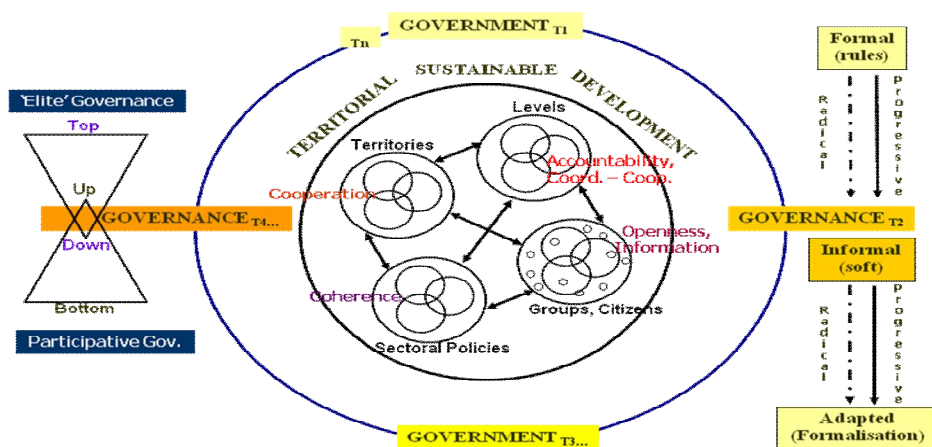 GOVERNMENT T1
Tn
Formal
(rules)
Radical
Progressive
TERRITORIAL SUSTAINABLE DEVELOPMENT
'Elite' Governance
Top
Up
Down
Bottom
Participative Gov.
Levels
Territories
Accountability,
Coord. – Coop.
Cooperation
GOVERNANCE T4...
GOVERNANCE T2
Openness,
Information
Informal
(soft)
Coherence
Groups, Citizens
Sectoral Policies
Radical
Progressive
Adapted
(Formalisation)
GOVERNMENT T3...